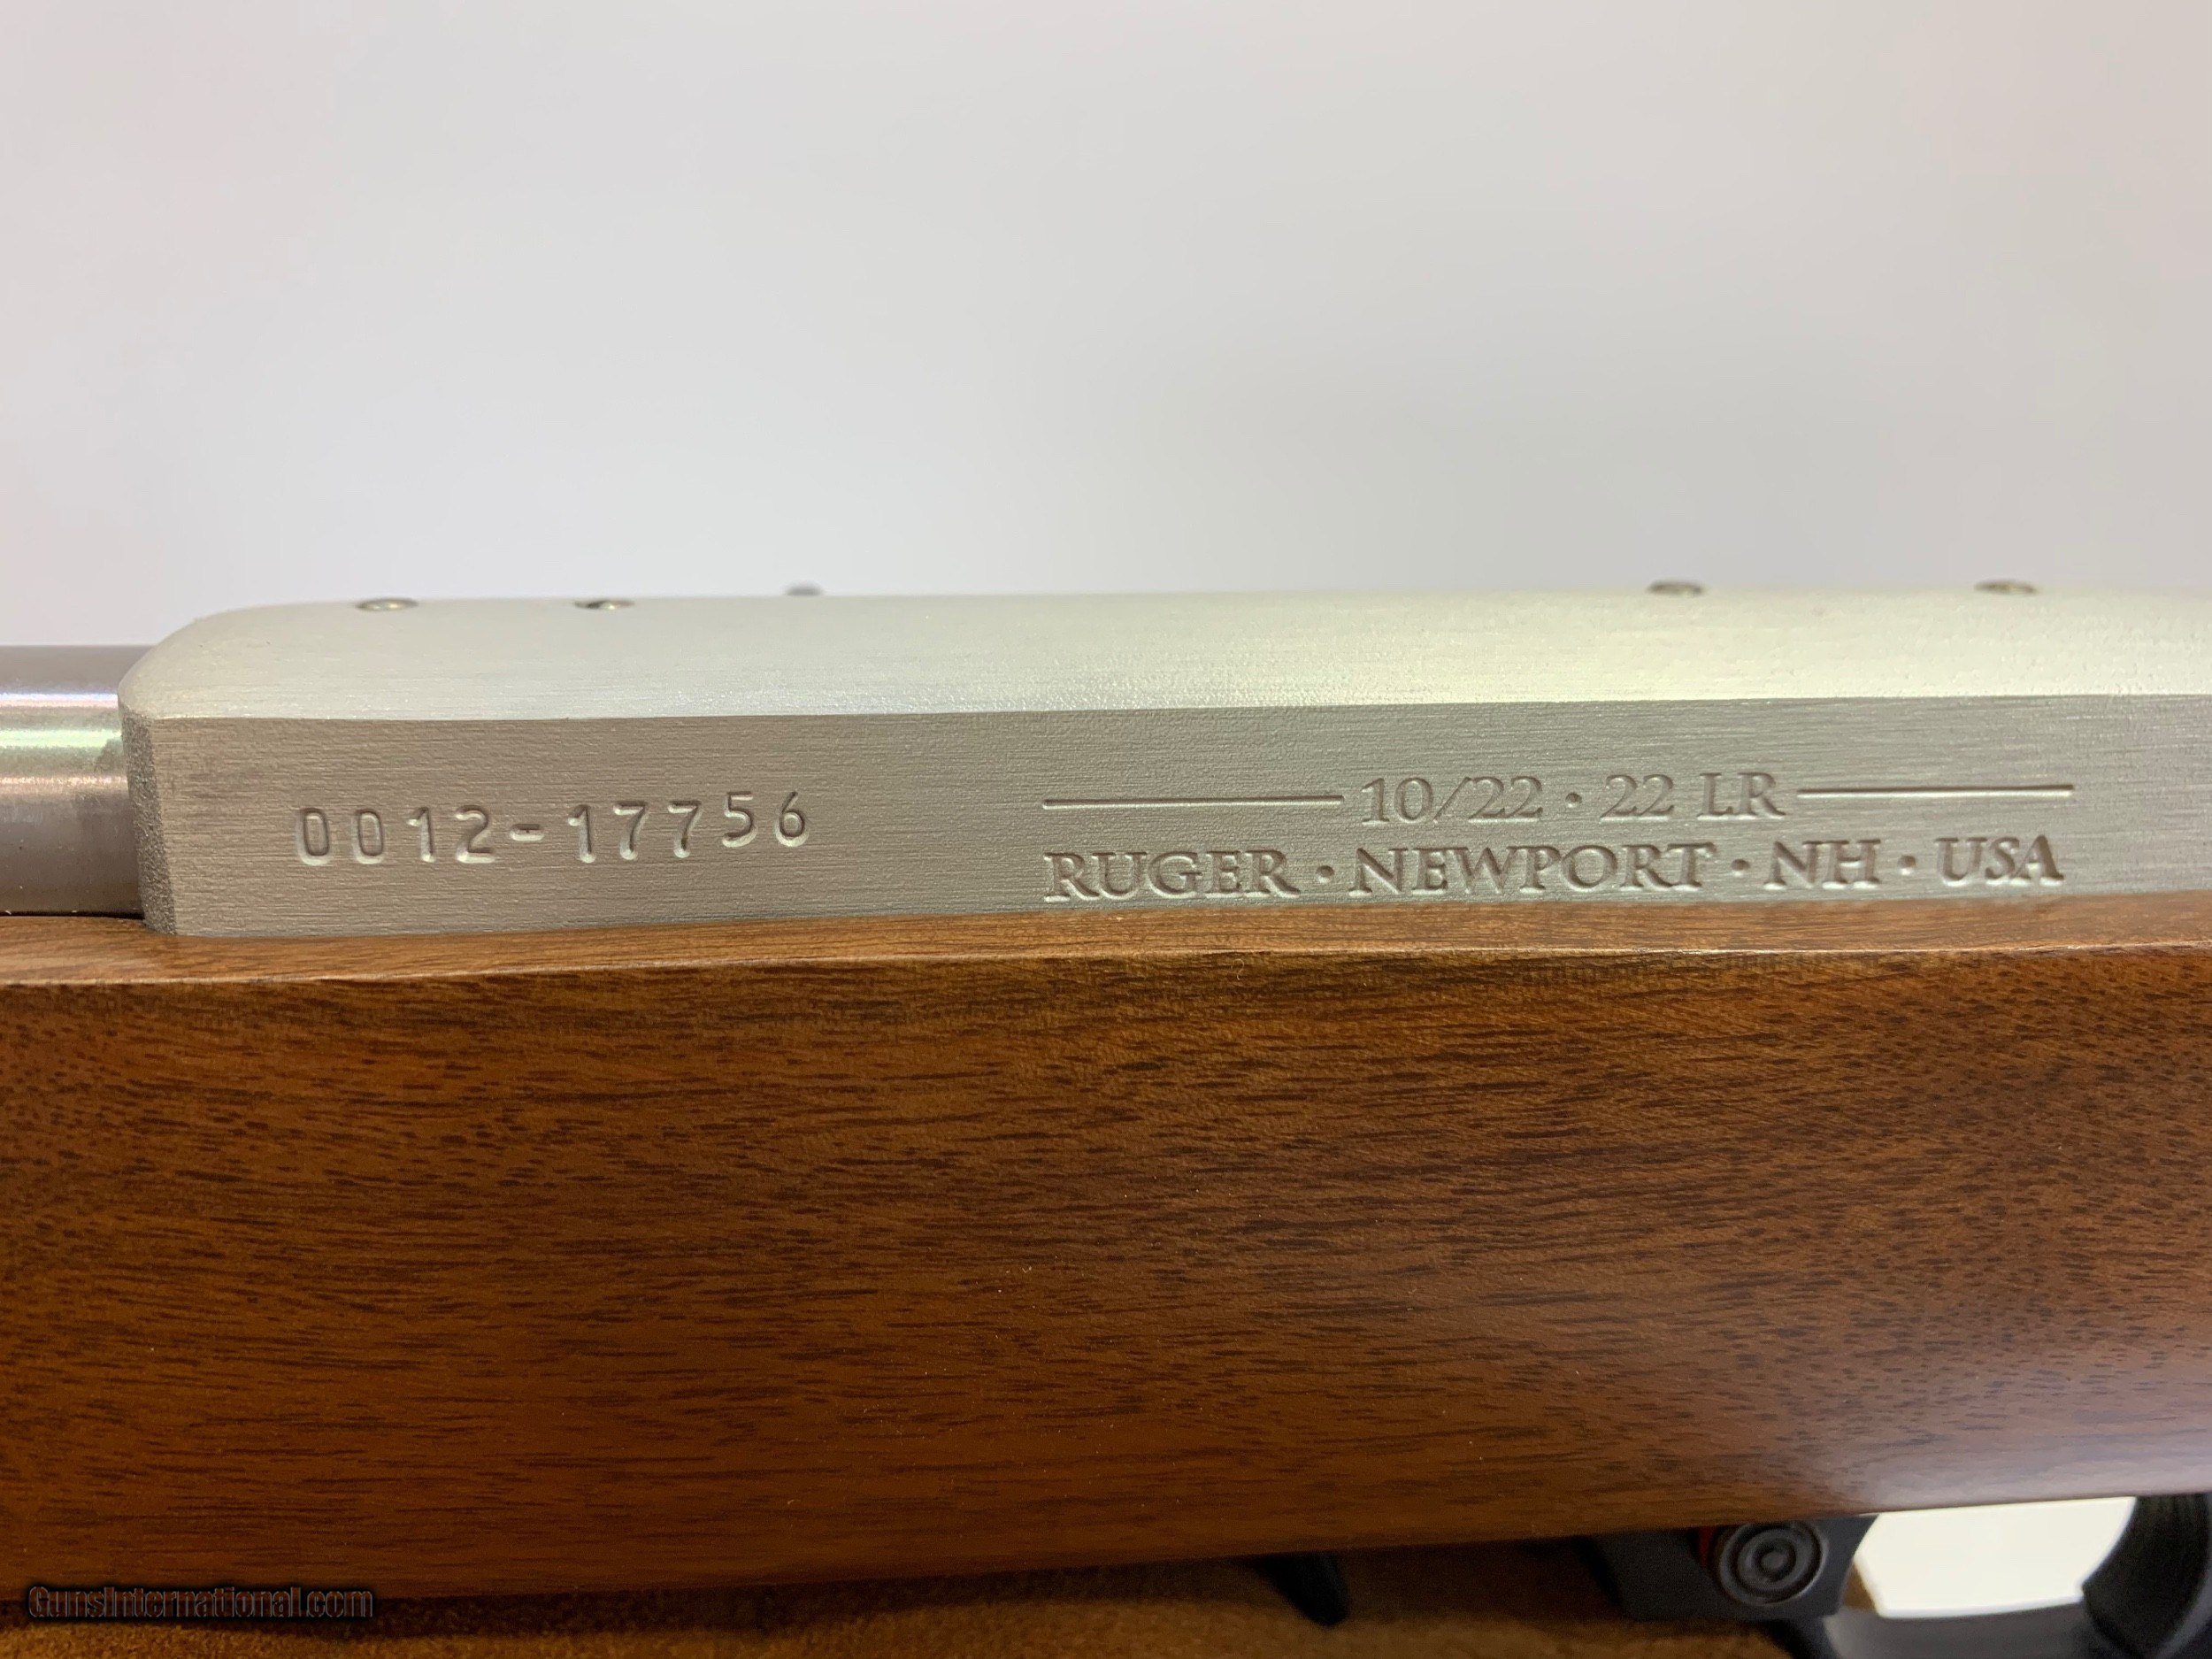 0012-17756
10/22 · 22 LR
RUGER · NEWPORT · NH · USA
GunsInternational.com